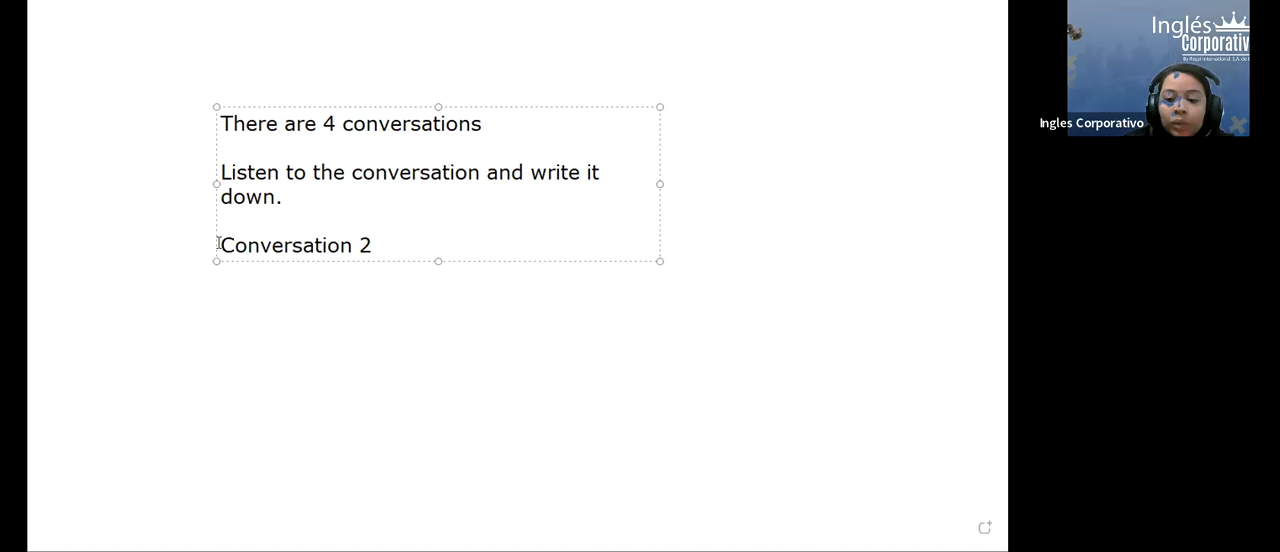 There are 4 conversations
Listen to the conversation and write it
down.
Conversation 2
Inglés
Corporativ
Ingles Corporativo